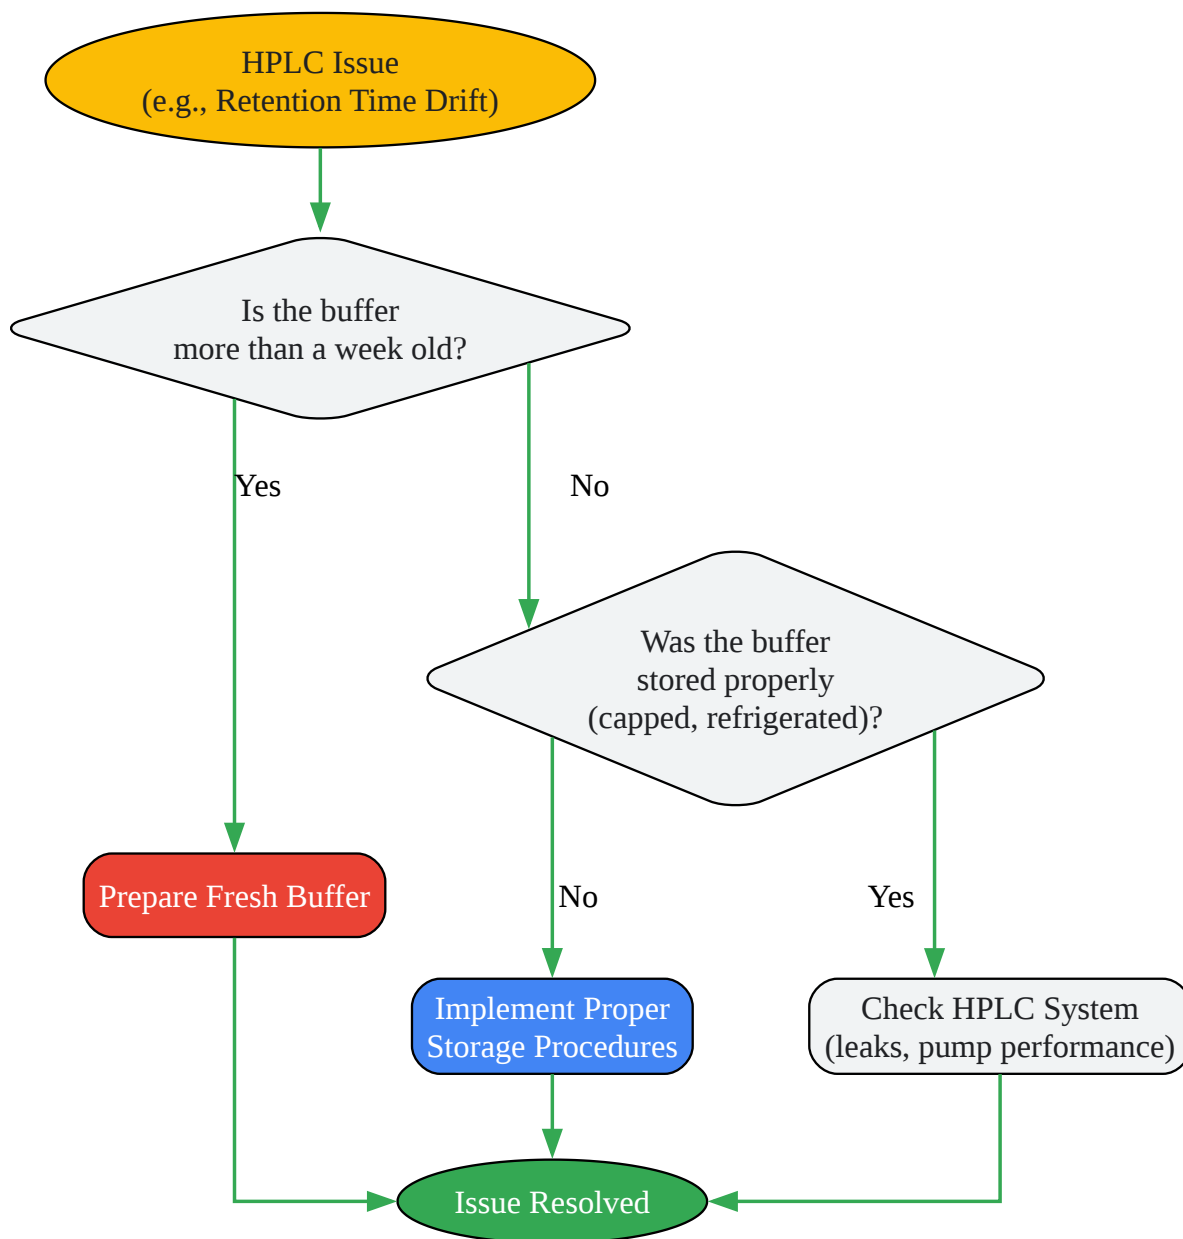 HPLC Issue
(e.g., Retention Time Drift)
Is the buffer
more than a week old?
Yes
No
Was the buffer
stored properly
(capped, refrigerated)?
Prepare Fresh Buffer
No
Yes
Implement Proper
Storage Procedures
Check HPLC System
(leaks, pump performance)
Issue Resolved